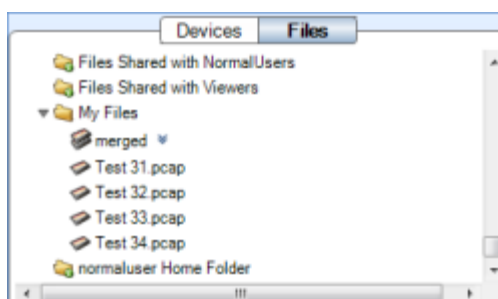 Devices Files
Files Shared with NormalUsers
Files Shared with Viewers
My Files
merged
Test 31.pcap
Test 32.pcap
Test 33.pcap
Test 34.pcap
normaluser Home Folder